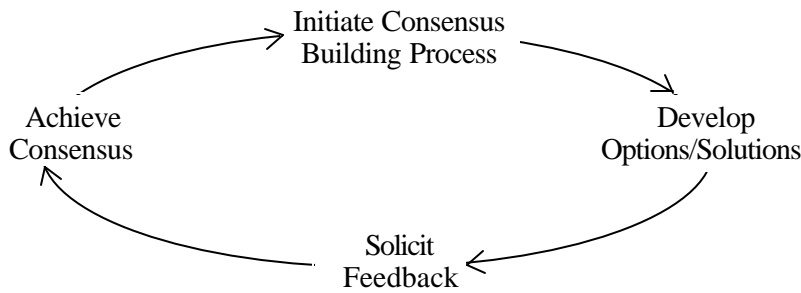 Initiate Consensus
Building Process
Achieve
Consensus
Develop
Options/Solutions
Solicit
Feedback